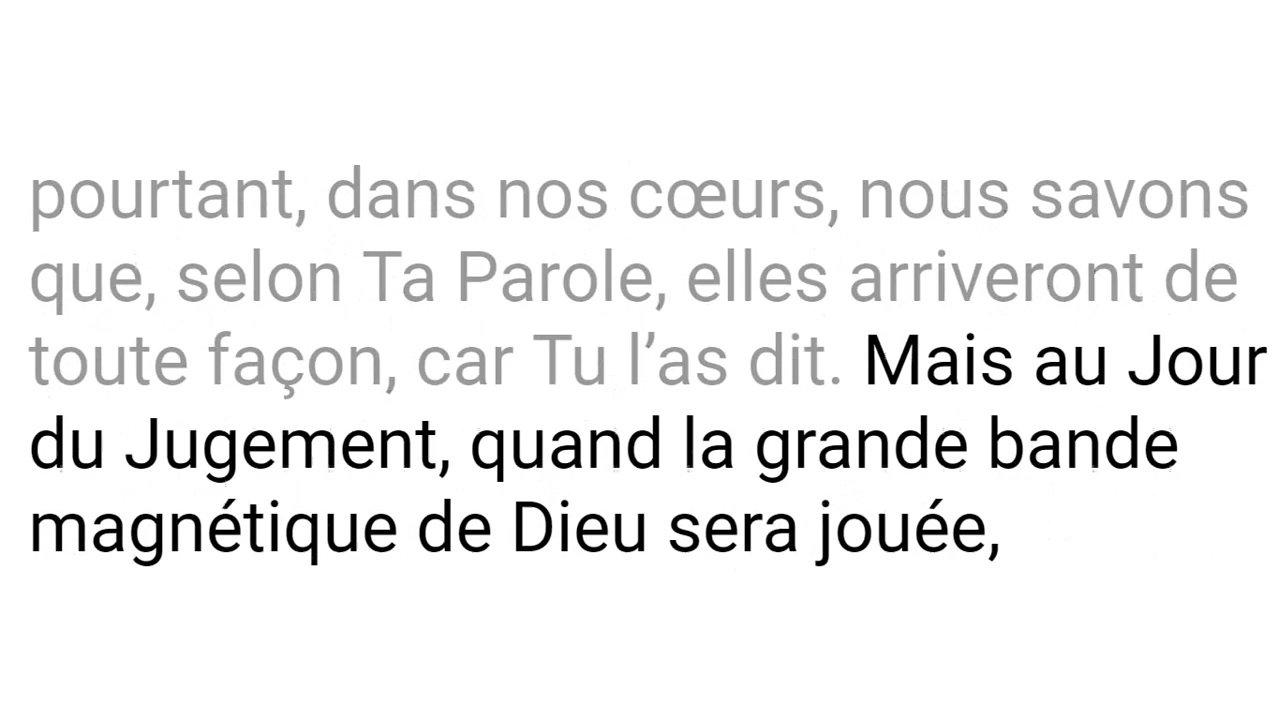 pourtant, dans nos cœurs, nous savons
que, selon Ta Parole, elles arriveront de
toute façon, car Tu l’as dit. Mais au Jour
du Jugement, quand la grande bande
magnétique de Dieu sera jouée,